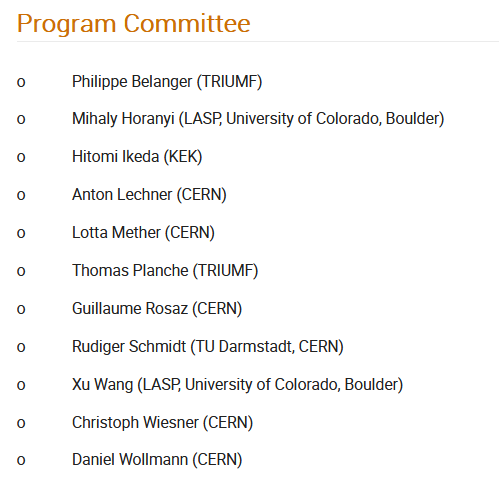 Program Committee
o Philippe Belanger (TRIUMF)
o Mihaly Horanyi (LASP, University of Colorado, Boulder)
o Hitomi Ikeda (KEK)
o Anton Lechner (CERN)
o Lotta Mether (CERN)
o Thomas Planche (TRIUMF)
o Guillaume Rosaz (CERN)
o Rudiger Schmidt (TU Darmstadt, CERN)
o Xu Wang (LASP, University of Colorado, Boulder)
o Christoph Wiesner (CERN)
o Daniel Wollmann (CERN)